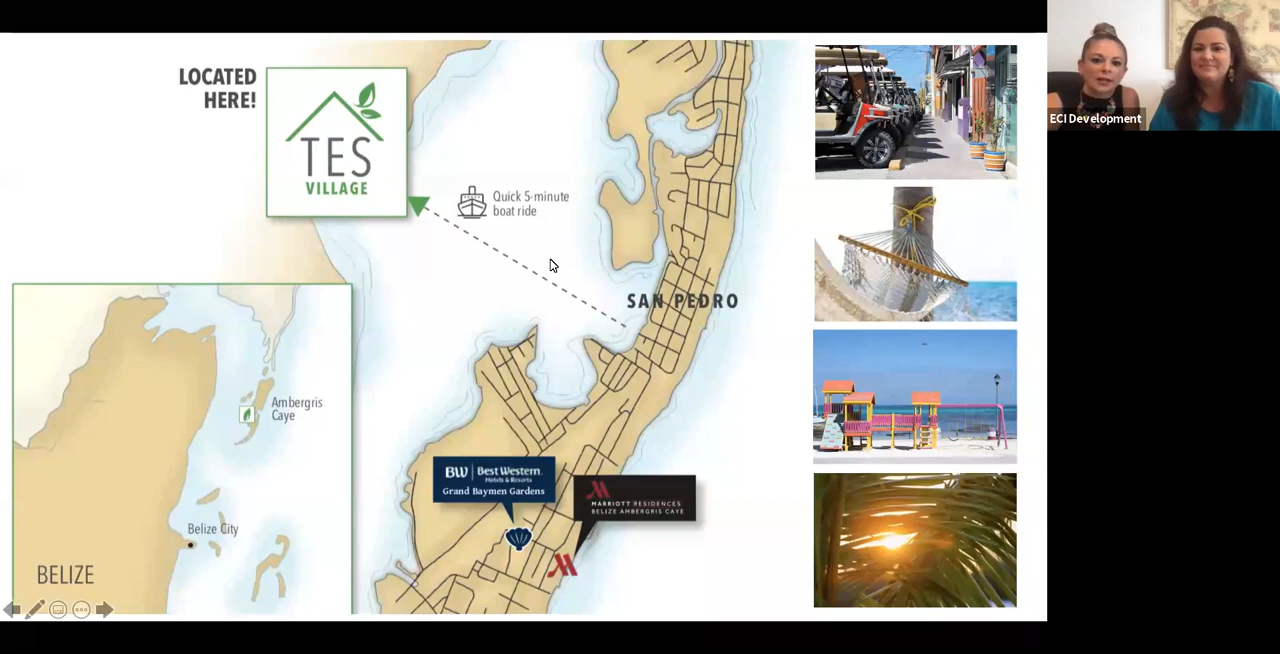 LOCATED
HERE!
TES
VILLAGE
Quick 5-minute
boat ride
SAN PEDRO
Ambergris
Caye
Belize City
BELIZE
BW | Best Western
Hotels & Resorts
Grand Baymen Gardens
MARRIOTT RESIDENCES
BELIZE AMBERGRIS CAYE
ECI Development